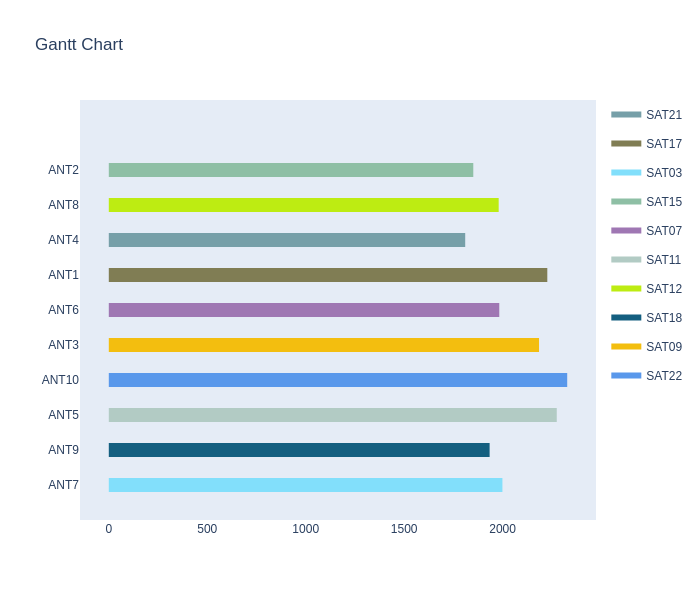 Gantt Chart
ANT2
ANT8
ANT4
ANT1
ANT6
ANT3
ANT10
ANT5
ANT9
ANT7
0 500 1000 1500 2000
SAT21
SAT17
SAT03
SAT15
SAT07
SAT11
SAT12
SAT18
SAT09
SAT22